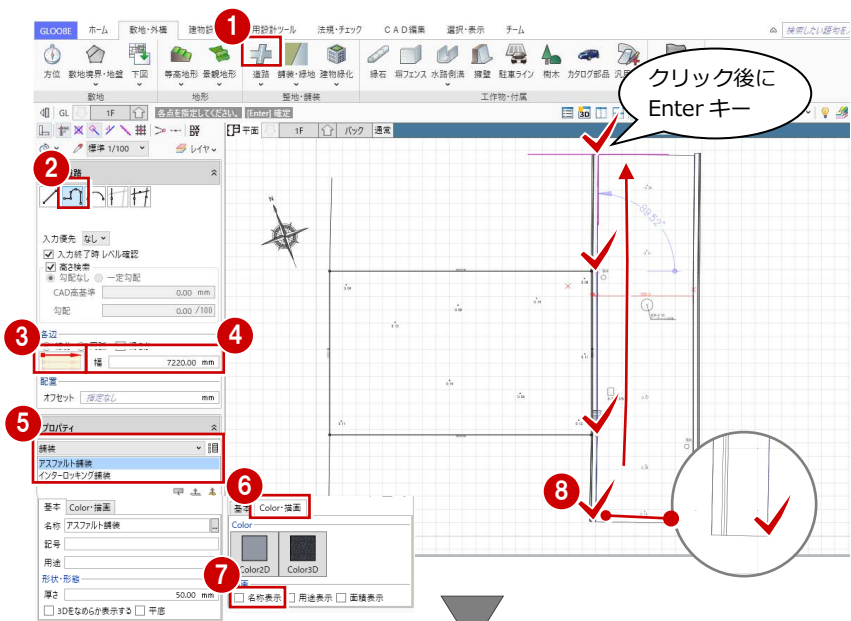 GLOOBE ホーム 敷地・外構 建物設 用設計ツール 法規・チェック CAD編集 選択・表示 チーム 検索したい語句を入
1
方位 敷地境界・地盤 下図 等高地形 景観地形 道路 舗装・緑地 建物緑化 縁石 塀フェンス 水路側溝 擁壁 駐車ライン 樹木 カタログ部品
敷地 地形 整地・舗装 工作物・付属
クリック後に
Enter キー
GL 1F 各点を指定してください。 [Enter] 確定
平面 1F パック 通常
標準 1/100 レイヤ
2
N
入力優先 なし
入力終了時 レベル確認
高さ検索
勾配なし 一定勾配
CAD高基準 0.00 mm
勾配 0.00 /100
89.52°
各辺
3
4
幅 7220.00 mm
配置
オフセット 指定なし mm
5
プロパティ
舗装
アスファルト舗装
インターロッキング舗装
基本 Color・描画
名称 アスファルト舗装 ...
記号
用途
形状・形態
厚さ 50.00 mm
3Dをなめらか表示する 平底
6
基本 Color・描画
Color
Color2D Color3D
7
名称表示 用途表示 面積表示
8